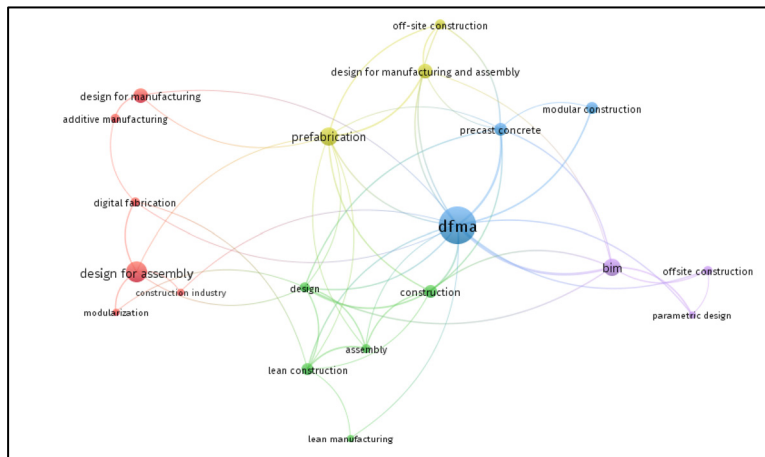 off-site construction
design for manufacturing and assembly
design for manufacturing
additive manufacturing
modular construction
precast concrete
prefabrication
digital fabrication
dfma
design for assembly
bim
offsite construction
construction industry
design
construction
modularization
parametric design
assembly
lean construction
lean manufacturing